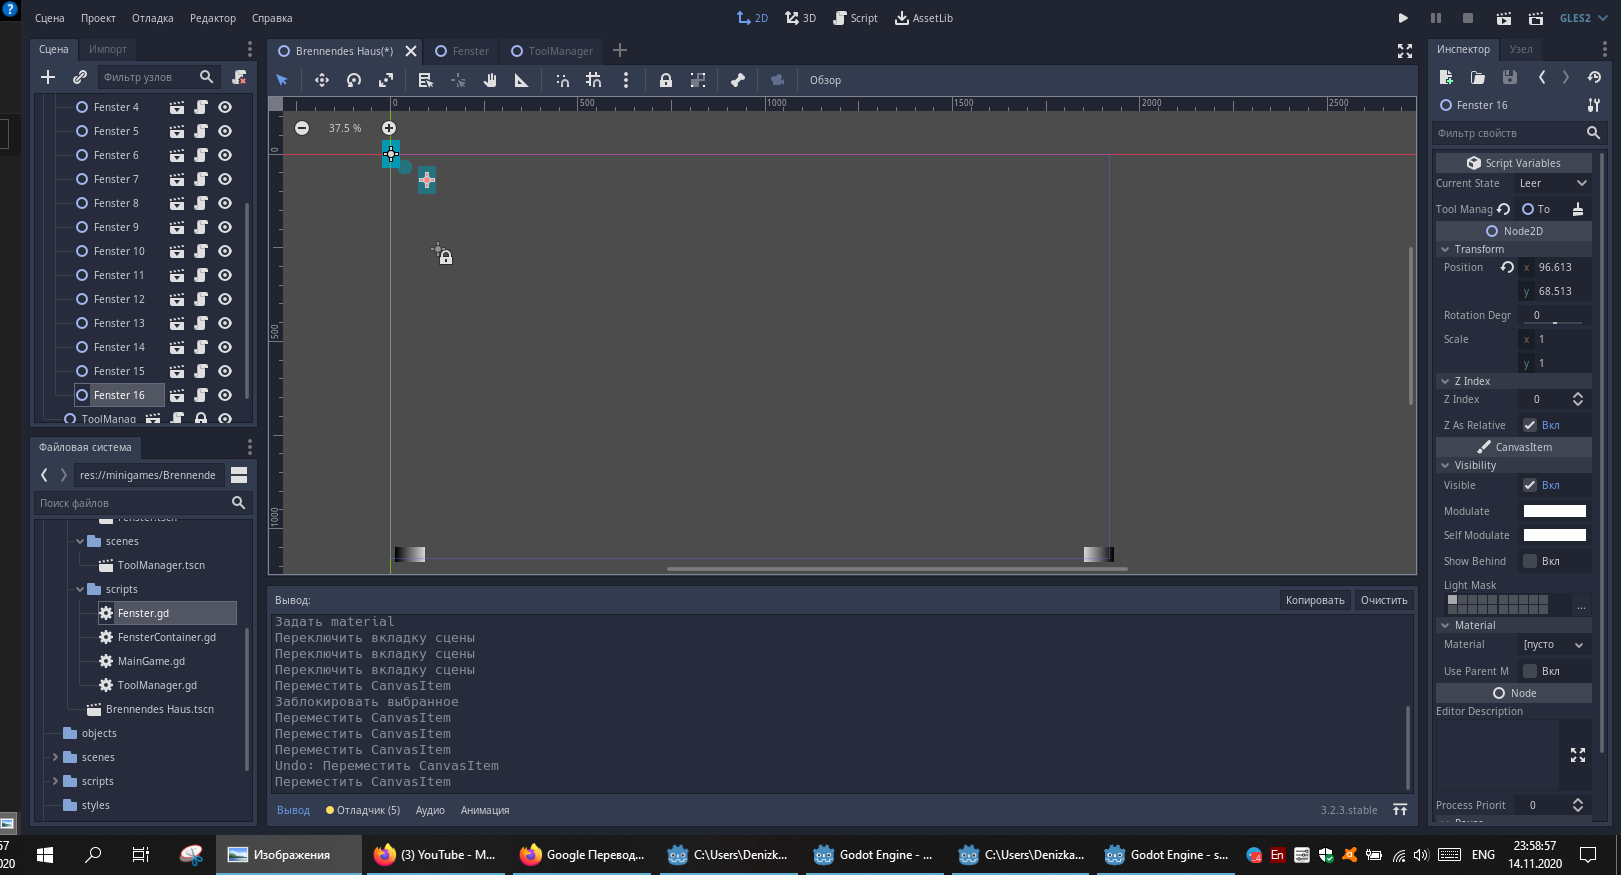 Сцена Проект Отладка Редактор Справка
2D 3D Script AssetLib
GLES2
Сцена Импорт
Фильтр узлов
Fenster 4
Fenster 5
Fenster 6
Fenster 7
Fenster 8
Fenster 9
Fenster 10
Fenster 11
Fenster 12
Fenster 13
Fenster 14
Fenster 15
Fenster 16
ToolManag
Файловая система
res://minigames/Brennende
Поиск файлов
Fenster.tscn
scenes
ToolManager.tscn
scripts
Fenster.gd
FensterContainer.gd
MainGame.gd
ToolManager.gd
Brennendes Haus.tscn
objects
scenes
scripts
styles
Brennendes Haus(*) Fenster ToolManager
Обзор
0 500 1000 1500 2000 2500
37.5 %
0
500
1000
Вывод:
Копировать Очистить
Задать material
Переключить вкладку сцены
Переключить вкладку сцены
Переключить вкладку сцены
Переместить CanvasItem
Заблокировать выбранное
Переместить CanvasItem
Переместить CanvasItem
Переместить CanvasItem
Undo: Переместить CanvasItem
Переместить CanvasItem
Вывод Отладчик (5) Аудио Анимация
3.2.3.stable
Инспектор Узел
Fenster 16
Фильтр свойств
Script Variables
Current State Leer
Tool Manag To
Node2D
Transform
Position x 96.613
y 68.513
Rotation Degr 0
Scale x 1
y 1
Z Index
Z Index 0
Z As Relative Вкл
CanvasItem
Visibility
Visible Вкл
Modulate
Self Modulate
Show Behind Вкл
Light Mask
...
Material
Material [пусто
Use Parent M Вкл
Node
Editor Description
Process Priorit 0
57
020
Изображения
(3) YouTube - M...
Google Перевод...
C:\Users\Denizk...
Godot Engine - ...
C:\Users\Denizka...
Godot Engine - s...
En
ENG
23:58:57
14.11.2020